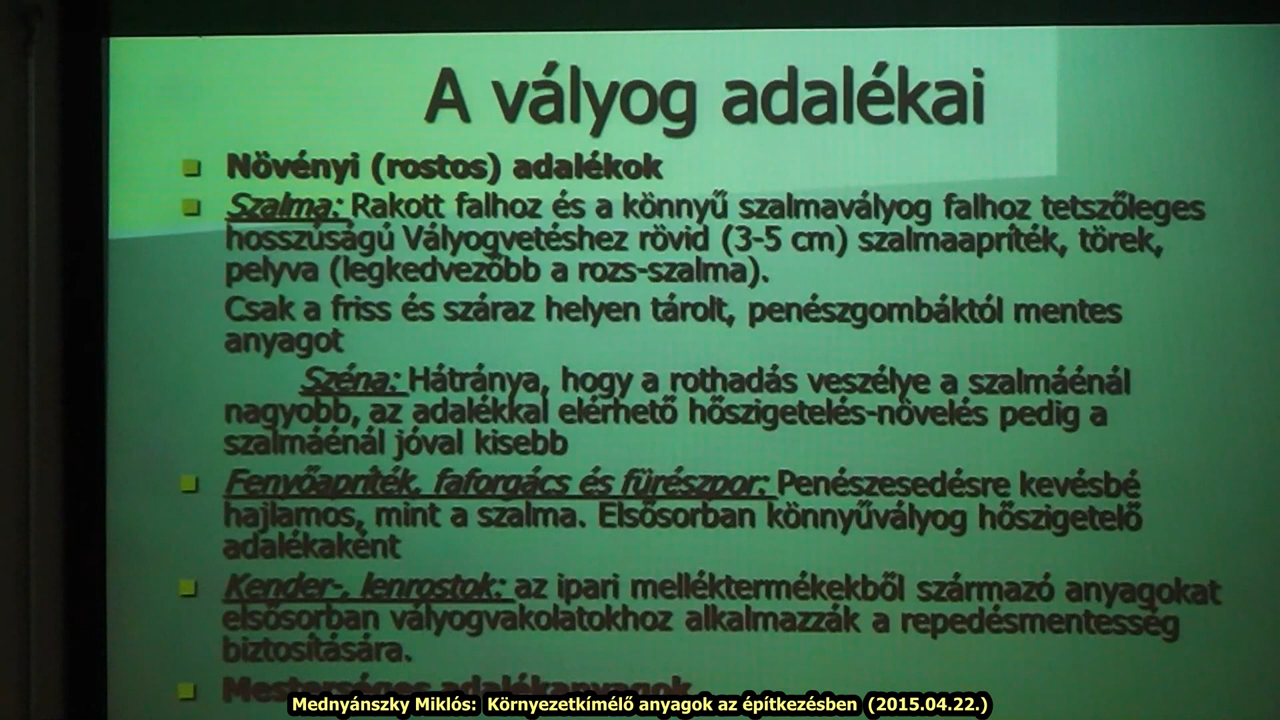 A vályog adalékai
Növényi (rostos) adalékok
Szalma: Rakott falhoz és a könnyű szalmavályog falhoz tetszőleges
hosszúságú Vályogvetéshez rövid (3-5 cm) szalmaapríték, törek,
pelyva (legkedvezőbb a rozs-szalma).
Csak a friss és száraz helyen tárolt, penészgombáktól mentes
anyagot
Széna: Hátránya, hogy a rothadás veszélye a szalmáénál
nagyobb, az adalékkal elérhető hőszigetelés-növelés pedig a
szalmáénál jóval kisebb
Fenyőapríték, faforgács és fűrészpor: Penészesedésre kevésbé
hajlamos, mint a szalma. Elsősorban könnyűvályog hőszigetelő
adalékaként
Kender-, lenrostok: az ipari melléktermékekből származó anyagokat
elsősorban vályogvakolatokhoz alkalmazzák a repedésmentesség
biztosítására.
Mesterséges adalékanyagok
Mednyánszky Miklós: Környezetkímélő anyagok az építkezésben (2015.04.22.)